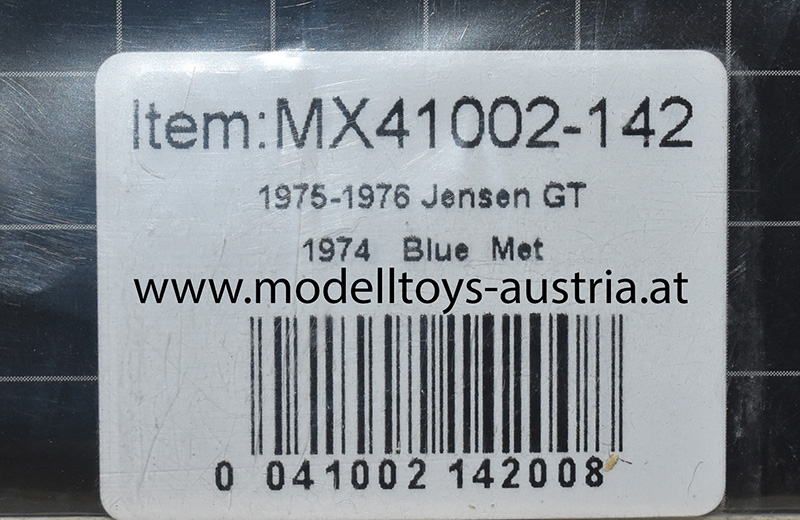 Item:MX41002-142
1975-1976 Jensen GT
1974 Blue Met
www.modelltoys-austria.at
0 041002 142008